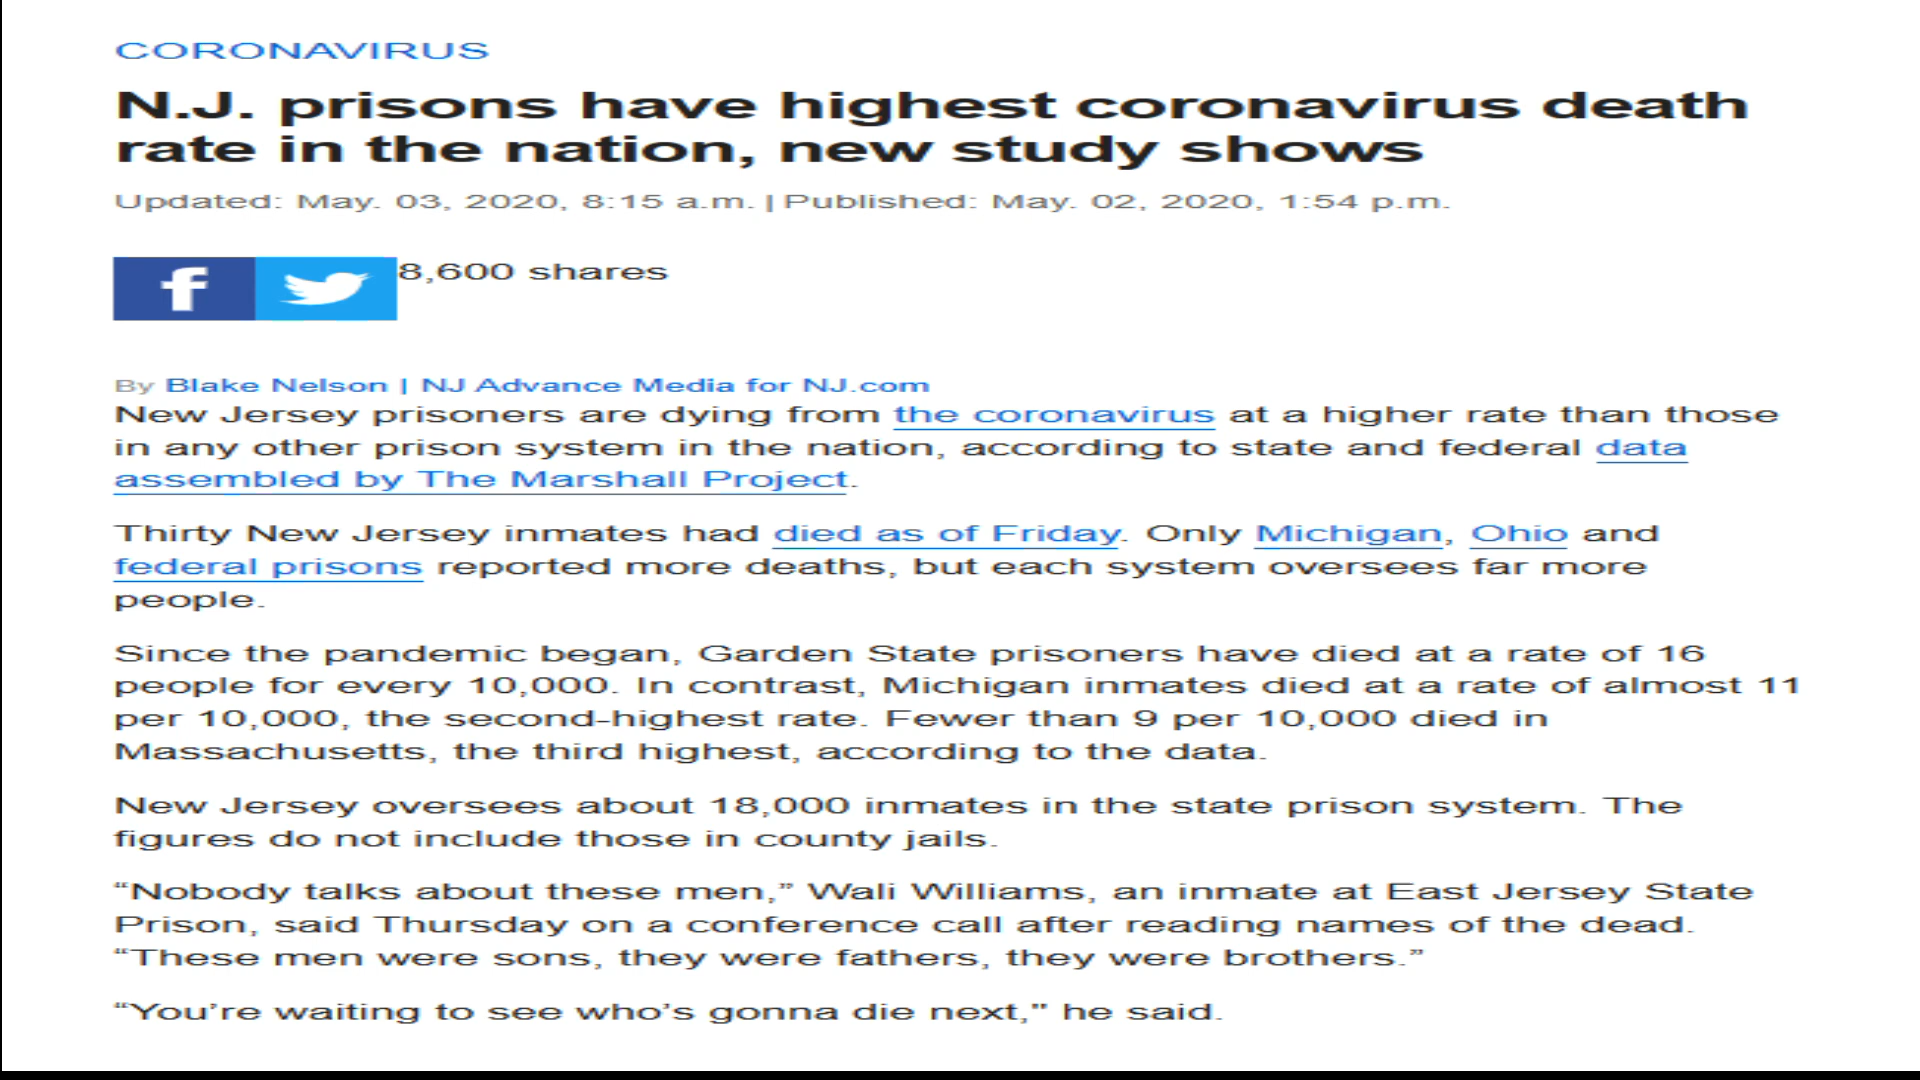 CORONAVIRUS
N.J. prisons have highest coronavirus death
rate in the nation, new study shows
Updated: May. 03, 2020, 8:15 a.m. | Published: May. 02, 2020, 1:54 p.m.
f 8,600 shares
By Blake Nelson | NJ Advance Media for NJ.com
New Jersey prisoners are dying from the coronavirus at a higher rate than those
in any other prison system in the nation, according to state and federal data
assembled by The Marshall Project.
Thirty New Jersey inmates had died as of Friday. Only Michigan, Ohio and
federal prisons reported more deaths, but each system oversees far more
people.
Since the pandemic began, Garden State prisoners have died at a rate of 16
people for every 10,000. In contrast, Michigan inmates died at a rate of almost 11
per 10,000, the second-highest rate. Fewer than 9 per 10,000 died in
Massachusetts, the third highest, according to the data.
New Jersey oversees about 18,000 inmates in the state prison system. The
figures do not include those in county jails.
“Nobody talks about these men,” Wali Williams, an inmate at East Jersey State
Prison, said Thursday on a conference call after reading names of the dead.
“These men were sons, they were fathers, they were brothers.”
“You’re waiting to see who’s gonna die next," he said.